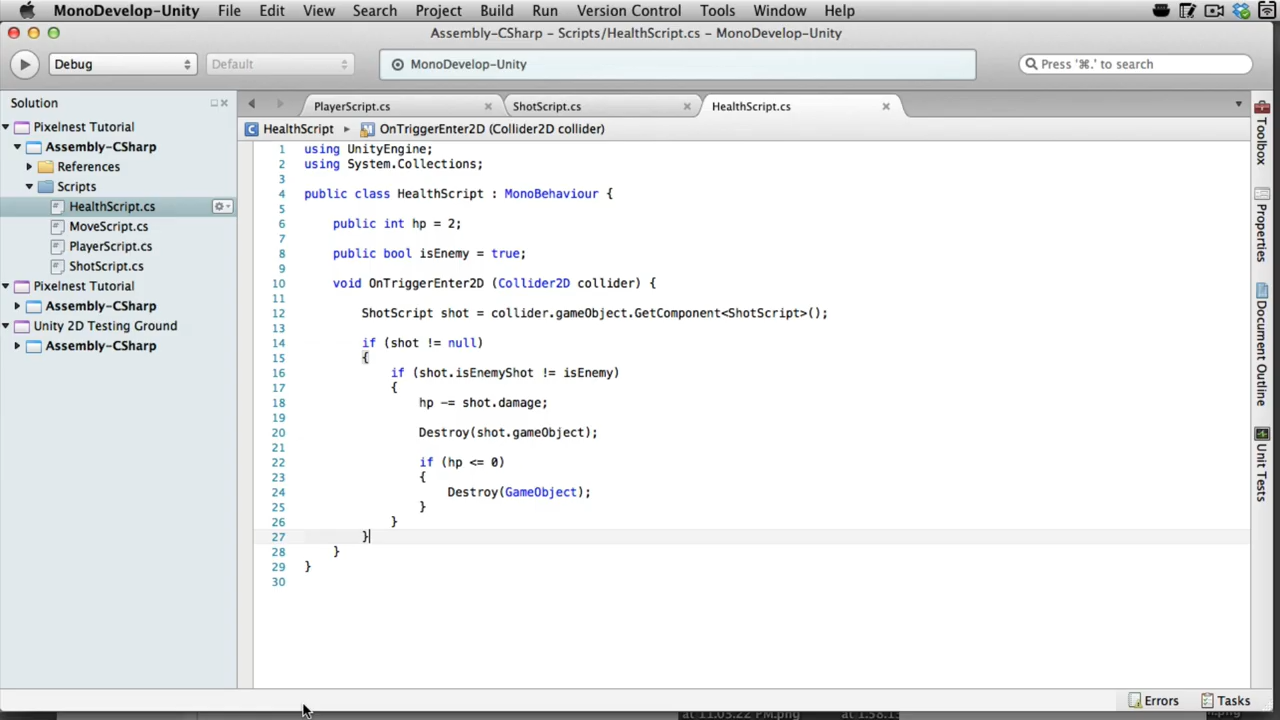 MonoDevelop-Unity File Edit View Search Project Build Run Version Control Tools Window Help
Assembly-CSharp – Scripts/HealthScript.cs – MonoDevelop-Unity
Debug Default MonoDevelop-Unity Press '⌘.' to search
Solution
Pixelnest Tutorial
Assembly-CSharp
References
Scripts
HealthScript.cs
MoveScript.cs
PlayerScript.cs
ShotScript.cs
Pixelnest Tutorial
Assembly-CSharp
Unity 2D Testing Ground
Assembly-CSharp
PlayerScript.cs ShotScript.cs HealthScript.cs
HealthScript OnTriggerEnter2D (Collider2D collider)
1 using UnityEngine;
2 using System.Collections;
3
4 public class HealthScript : MonoBehaviour {
5
6 public int hp = 2;
7
8 public bool isEnemy = true;
9
10 void OnTriggerEnter2D (Collider2D collider) {
11
12 ShotScript shot = collider.gameObject.GetComponent<ShotScript>();
13
14 if (shot != null)
15 {
16 if (shot.isEnemyShot != isEnemy)
17 {
18 hp -= shot.damage;
19
20 Destroy(shot.gameObject);
21
22 if (hp <= 0)
23 {
24 Destroy(GameObject);
25 }
26 }
27 }
28 }
29 }
30
Toolbox
Properties
Document Outline
Unit Tests
Errors Tasks
at 11.03.22 PM.png